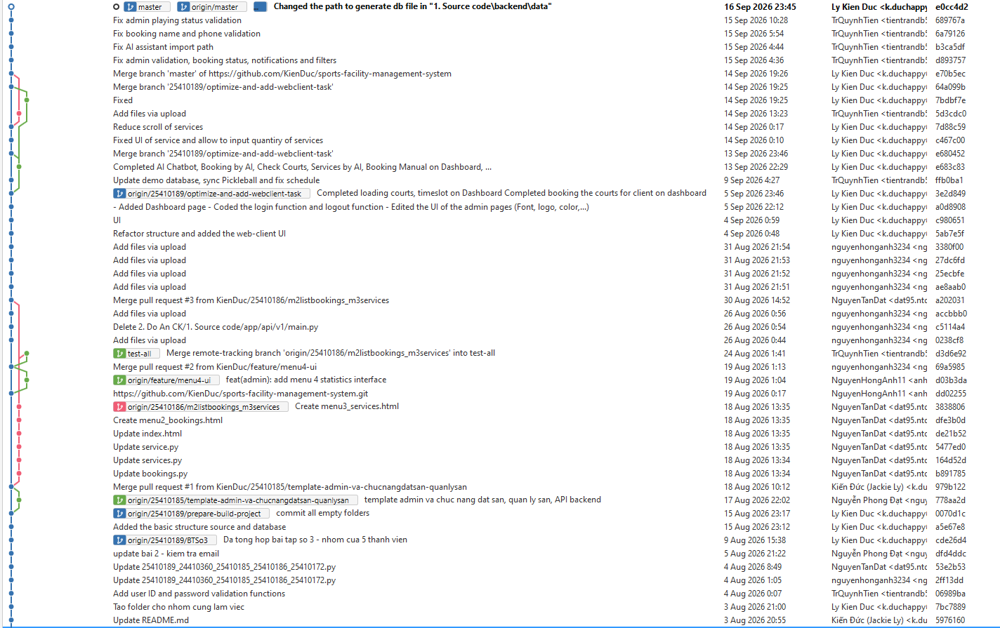 master origin/master ... Changed the path to generate db file in "1. Source code\backend\data" 16 Sep 2026 23:45 Ly Kien Duc <k.duchappy e0cc4d2
Fix admin playing status validation 15 Sep 2026 10:28 TrQuynhTien <tientrandb5 689767a
Fix booking name and phone validation 15 Sep 2026 5:54 TrQuynhTien <tientrandb5 6a79126
Fix AI assistant import path 15 Sep 2026 4:44 TrQuynhTien <tientrandb5 b3ca5df
Fix admin validation, booking status, notifications and filters 15 Sep 2026 4:36 TrQuynhTien <tientrandb5 d893757
Merge branch 'master' of https://github.com/KienDuc/sports-facility-management-system 14 Sep 2026 19:26 Ly Kien Duc <k.duchappy e70b5ec
Merge branch '25410189/optimize-and-add-webclient-task' 14 Sep 2026 19:25 Ly Kien Duc <k.duchappy 64a099b
Fixed 14 Sep 2026 19:25 Ly Kien Duc <k.duchappy 7bdbf7e
Add files via upload 14 Sep 2026 13:23 TrQuynhTien <tientrandb5 5d3cdc0
Reduce scroll of services 14 Sep 2026 0:17 Ly Kien Duc <k.duchappy 7d88c59
Fixed UI of service and allow to input quantiry of services 14 Sep 2026 0:10 Ly Kien Duc <k.duchappy c467c00
Merge branch '25410189/optimize-and-add-webclient-task' 13 Sep 2026 23:46 Ly Kien Duc <k.duchappy e680452
Completed AI Chatbot, Booking by AI, Check Courts, Services by AI, Booking Manual on Dashboard, ... 13 Sep 2026 22:29 Ly Kien Duc <k.duchappy e683c83
Update demo database, sync Pickleball and fix schedule 9 Sep 2026 4:27 TrQuynhTien <tientrandb5 ffb0ba1
origin/25410189/optimize-and-add-webclient-task Completed loading courts, timeslot on Dashboard Completed booking the courts for client on dashboard 5 Sep 2026 23:46 Ly Kien Duc <k.duchappy 3e2d849
- Added Dashboard page - Coded the login function and logout function - Edited the UI of the admin pages (Font, logo, color,...) 5 Sep 2026 22:12 Ly Kien Duc <k.duchappy a0d8908
UI 4 Sep 2026 0:59 Ly Kien Duc <k.duchappy c980651
Refactor structure and added the web-client UI 4 Sep 2026 0:48 Ly Kien Duc <k.duchappy 5ab7e5f
Add files via upload 31 Aug 2026 21:54 nguyenhonganh3234 <ng 3380f00
Add files via upload 31 Aug 2026 21:53 nguyenhonganh3234 <ng 27dc6fd
Add files via upload 31 Aug 2026 21:52 nguyenhonganh3234 <ng 25ecbfe
Add files via upload 31 Aug 2026 21:51 nguyenhonganh3234 <ng ae8aab0
Merge pull request #3 from KienDuc/25410186/m2listbookings_m3services 30 Aug 2026 14:52 NguyenTanDat <dat95.ntc a202031
Add files via upload 26 Aug 2026 0:56 nguyenhonganh3234 <ng accbbb0
Delete 2. Do An CK/1. Source code/app/api/v1/main.py 26 Aug 2026 0:54 nguyenhonganh3234 <ng c5114a4
Add files via upload 26 Aug 2026 0:44 nguyenhonganh3234 <ng 0238cf8
test-all Merge remote-tracking branch 'origin/25410186/m2listbookings_m3services' into test-all 24 Aug 2026 1:41 TrQuynhTien <tientrandb5 d3d6e92
Merge pull request #2 from KienDuc/feature/menu4-ui 19 Aug 2026 1:13 nguyenhonganh3234 <ng 69a5985
origin/feature/menu4-ui feat(admin): add menu 4 statistics interface 19 Aug 2026 1:04 NguyenHongAnh11 <anh d03b3da
https://github.com/KienDuc/sports-facility-management-system.git 19 Aug 2026 0:17 NguyenHongAnh11 <anh dd02255
origin/25410186/m2listbookings_m3services Create menu3_services.html 18 Aug 2026 13:35 NguyenTanDat <dat95.ntc 3838806
Create menu2_bookings.html 18 Aug 2026 13:35 NguyenTanDat <dat95.ntc dfe3b0d
Update index.html 18 Aug 2026 13:35 NguyenTanDat <dat95.ntc de21b52
Update service.py 18 Aug 2026 13:35 NguyenTanDat <dat95.ntc 5477ed0
Update services.py 18 Aug 2026 13:34 NguyenTanDat <dat95.ntc 164d52d
Update bookings.py 18 Aug 2026 13:34 NguyenTanDat <dat95.ntc b891785
Merge pull request #1 from KienDuc/25410185/template-admin-va-chucnangdatsan-quanlysan 18 Aug 2026 10:12 Kiến Đức (Jackie Ly) <k.du 979b122
origin/25410185/template-admin-va-chucnangdatsan-quanlysan template admin va chuc nang dat san, quan ly san, API backend 17 Aug 2026 22:02 Nguyễn Phong Đạt <nguy 778aa2d
origin/25410189/prepare-build-project commit all empty folders 15 Aug 2026 23:17 Ly Kien Duc <k.duchappy 0070d1c
Added the basic structure source and database 15 Aug 2026 23:12 Ly Kien Duc <k.duchappy a5e67e8
origin/25410189/BTSo3 Da tong hop bai tap so 3 - nhom cua 5 thanh vien 9 Aug 2026 15:38 Ly Kien Duc <k.duchappy cde26d4
update bai 2 - kiem tra email 5 Aug 2026 21:22 Nguyễn Phong Đạt <nguy dfd4ddc
Update 25410189_24410360_25410185_25410186_25410172.py 4 Aug 2026 8:49 NguyenTanDat <dat95.ntc 53e2b53
Update 25410189_24410360_25410185_25410186_25410172.py 4 Aug 2026 1:05 nguyenhonganh3234 <ng 2ff13dd
Add user ID and password validation functions 4 Aug 2026 0:07 TrQuynhTien <tientrandb5 06989ba
Tao folder cho nhom cung lam viec 3 Aug 2026 21:00 Ly Kien Duc <k.duchappy 7bc7889
Update README.md 3 Aug 2026 20:55 Kiến Đức (Jackie Ly) <k.du 5976160